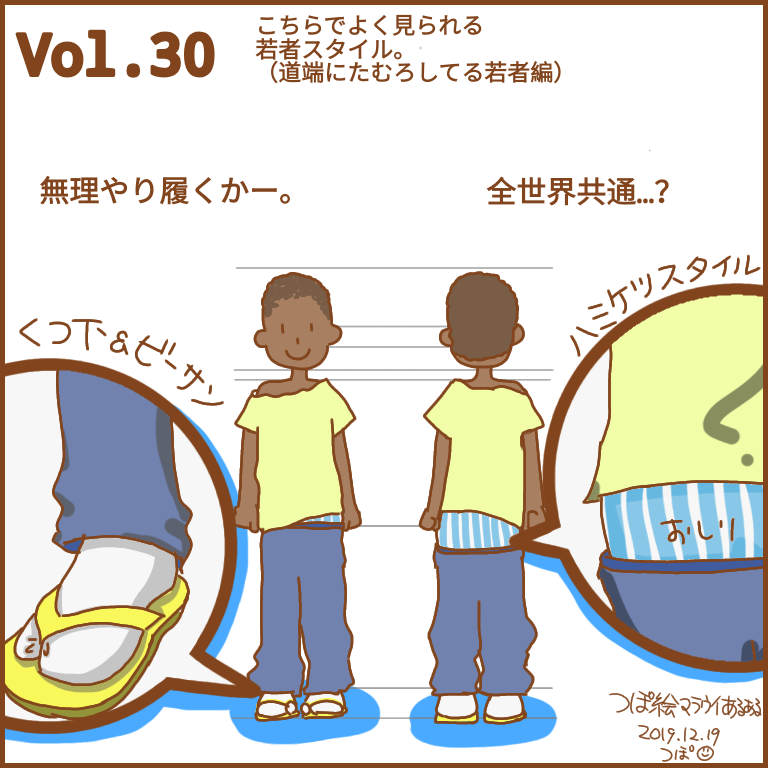 Vol.30
こちらでよく見られる
若者スタイル。
（道端にたむろしてる若者編）
無理やり履くかー。
全世界共通…?
くつ下&ビーサン
ハミケツスタイル
?
おしり
つぽ絵マラウイあるある
2019.12.19
つぽ